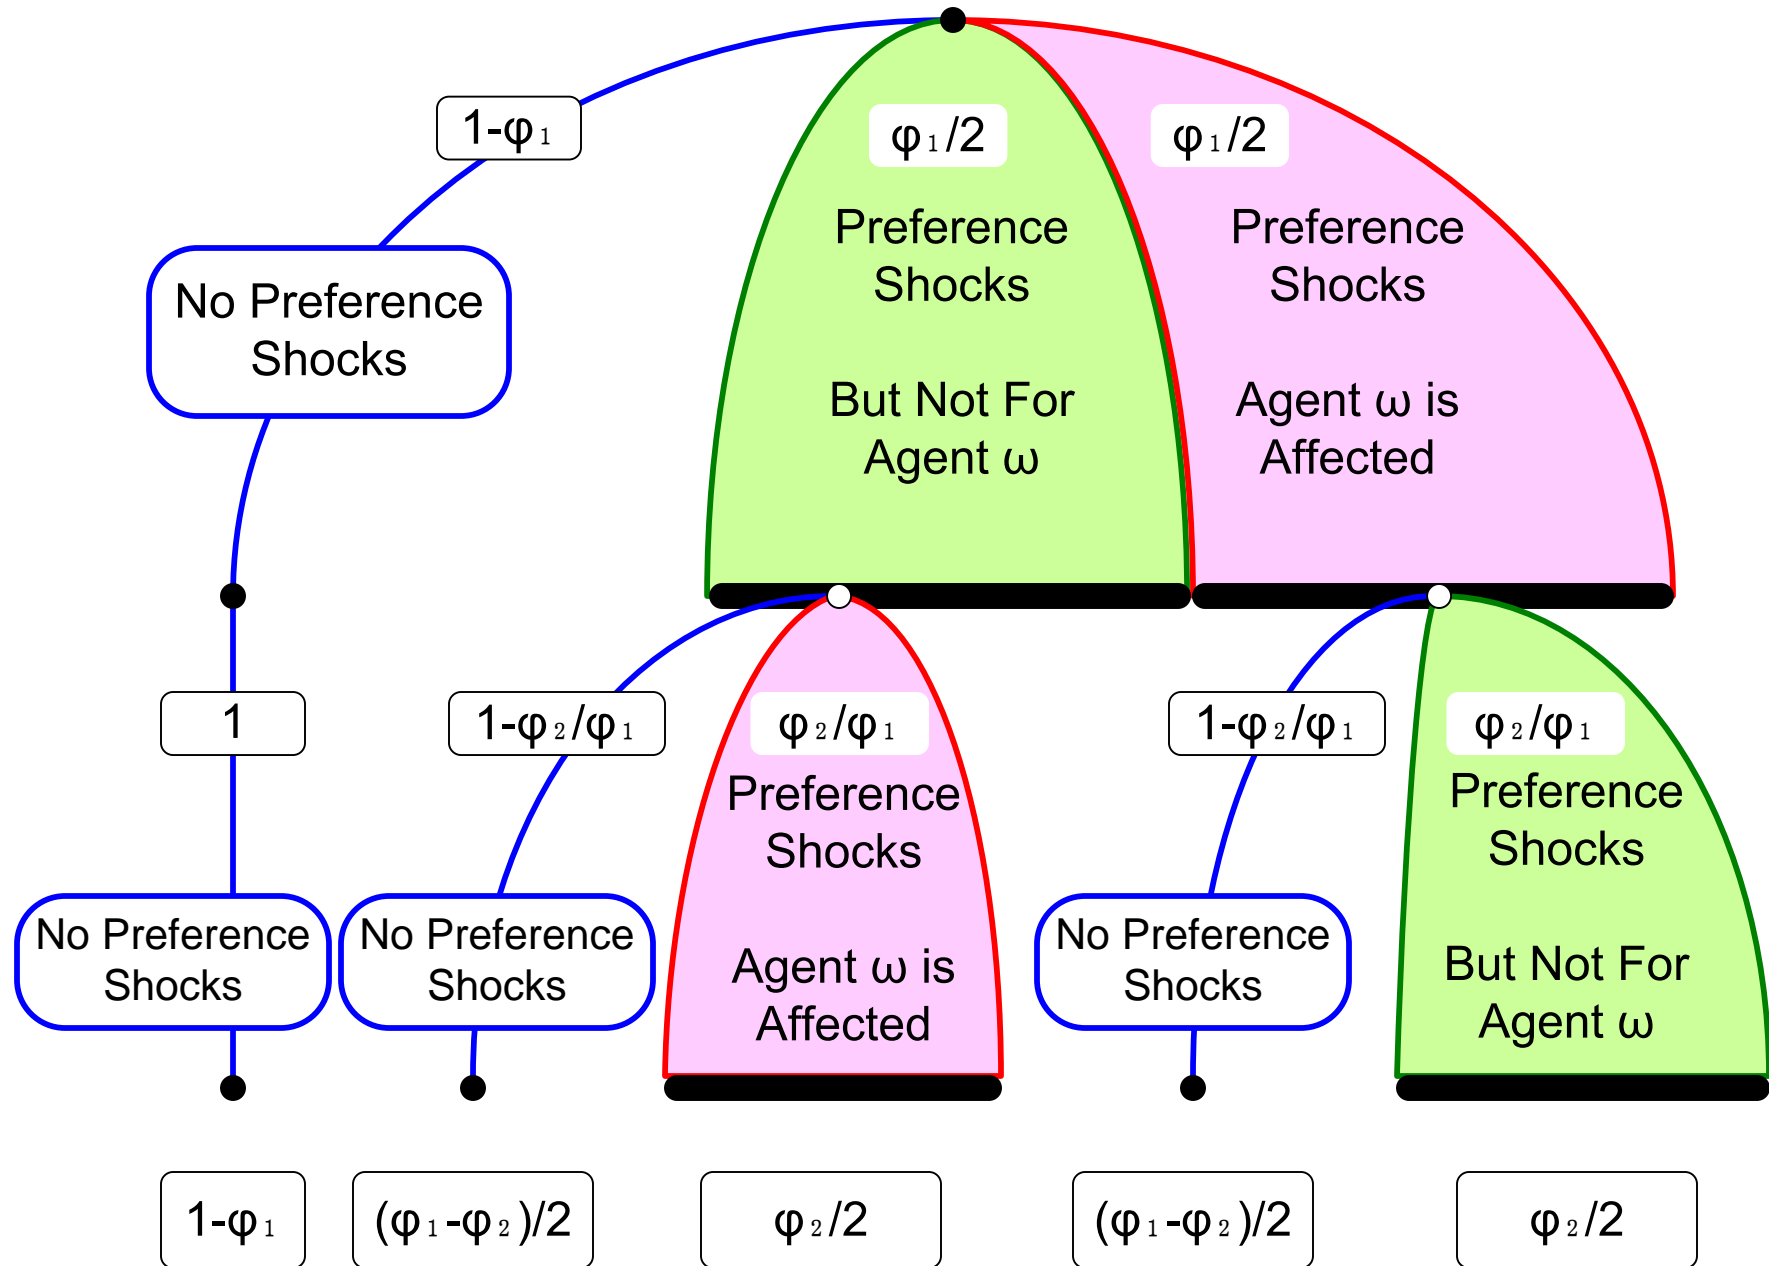 1-φ₁
φ₁/2
φ₁/2
No Preference
Shocks
Preference
Shocks
But Not For
Agent ω
Preference
Shocks
Agent ω is
Affected
1
1-φ₂/φ₁
φ₂/φ₁
1-φ₂/φ₁
φ₂/φ₁
No Preference
Shocks
No Preference
Shocks
Preference
Shocks
Agent ω is
Affected
No Preference
Shocks
Preference
Shocks
But Not For
Agent ω
1-φ₁
(φ₁-φ₂)/2
φ₂/2
(φ₁-φ₂)/2
φ₂/2